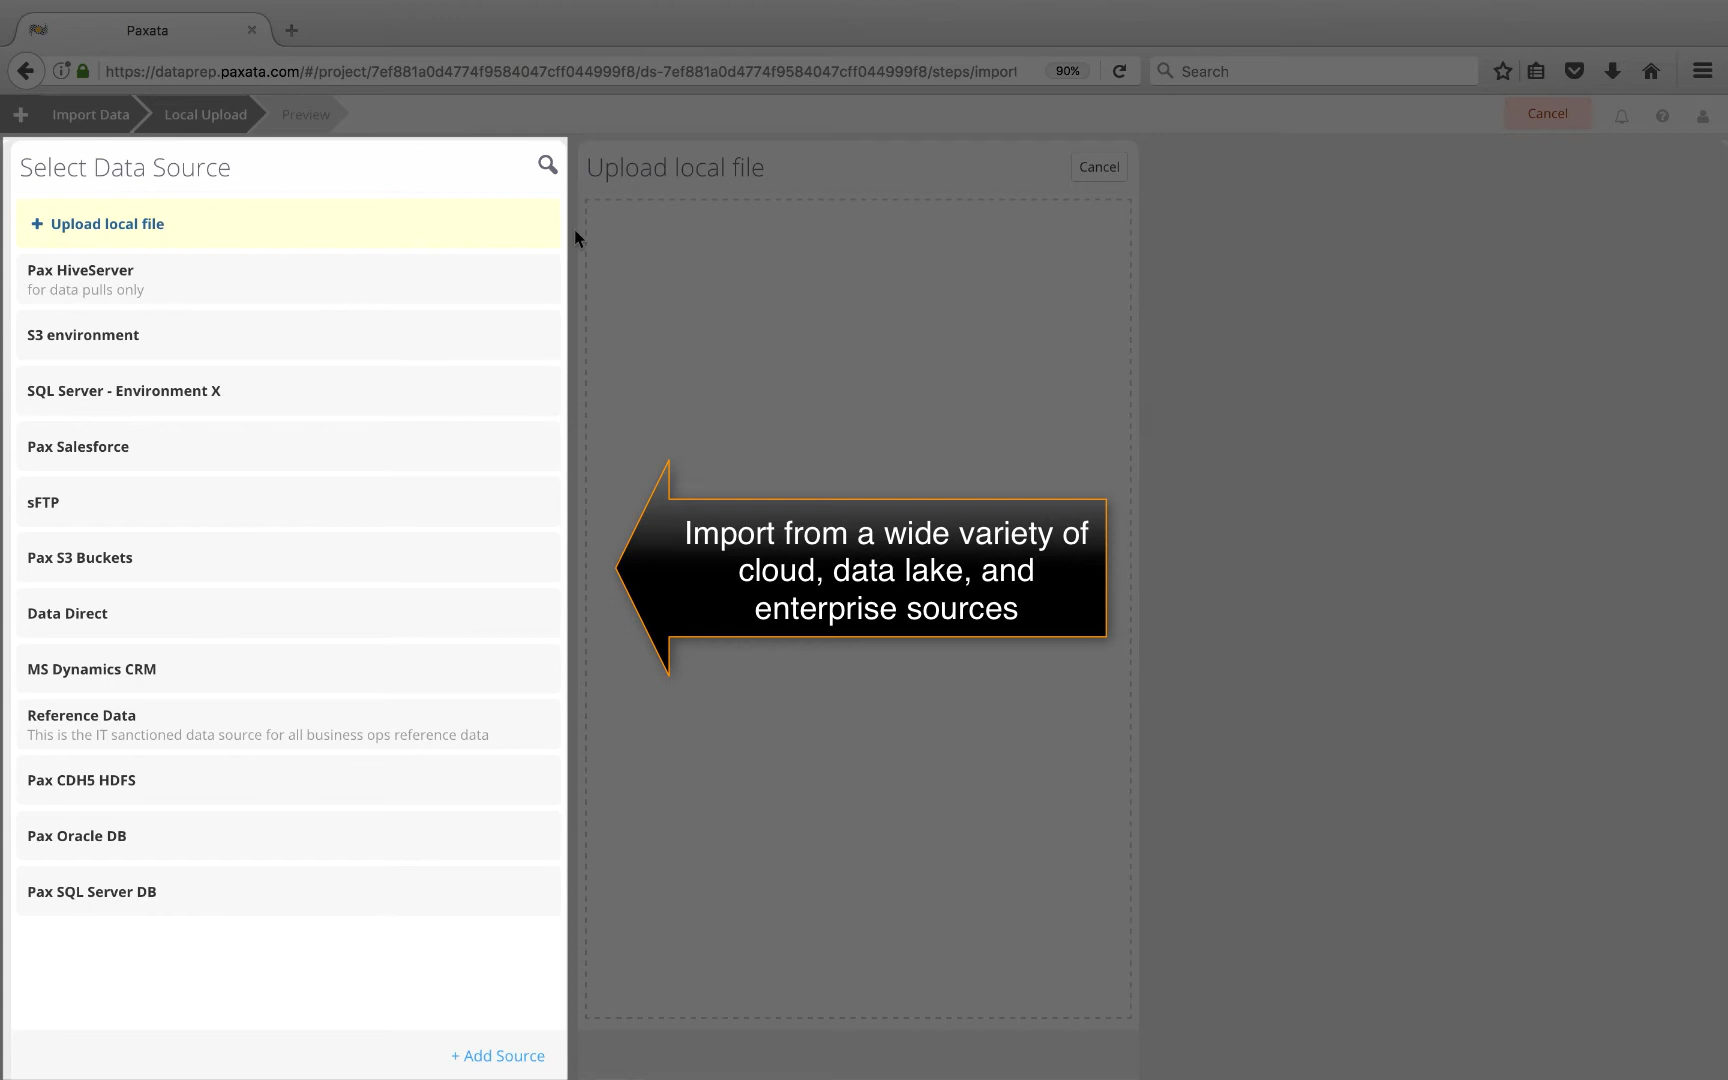 Paxata
https://dataprep.paxata.com/#/project/7ef881a0d4774f9584047cff044999f8/ds-7ef881a0d4774f9584047cff044999f8/steps/import
90%
Search
Import Data
Local Upload
Preview
Cancel
Select Data Source
Upload local file
Cancel
+ Upload local file
Pax HiveServer
for data pulls only
S3 environment
SQL Server - Environment X
Pax Salesforce
sFTP
Pax S3 Buckets
Data Direct
MS Dynamics CRM
Reference Data
This is the IT sanctioned data source for all business ops reference data
Pax CDH5 HDFS
Pax Oracle DB
Pax SQL Server DB
+ Add Source
Import from a wide variety of
cloud, data lake, and
enterprise sources